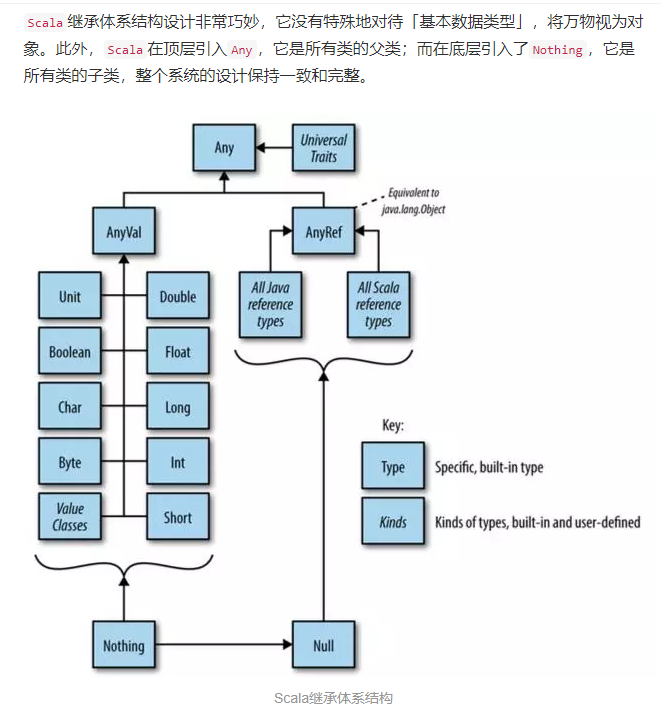 Scala 继承体系结构设计非常巧妙，它没有特殊地对待「基本数据类型」，将万物视为对
象。此外， Scala 在顶层引入 Any ，它是所有类的父类；而在底层引入了 Nothing ，它是
所有类的子类，整个系统的设计保持一致和完整。
Any
Universal
Traits
Equivalent to
java.lang.Object
AnyVal
AnyRef
Unit
Double
All Java
reference
types
All Scala
reference
types
Boolean
Float
Char
Long
Key:
Byte
Int
Type
Specific, built-in type
Value
Classes
Short
Kinds
Kinds of types, built-in and user-defined
Nothing
Null
Scala继承体系结构